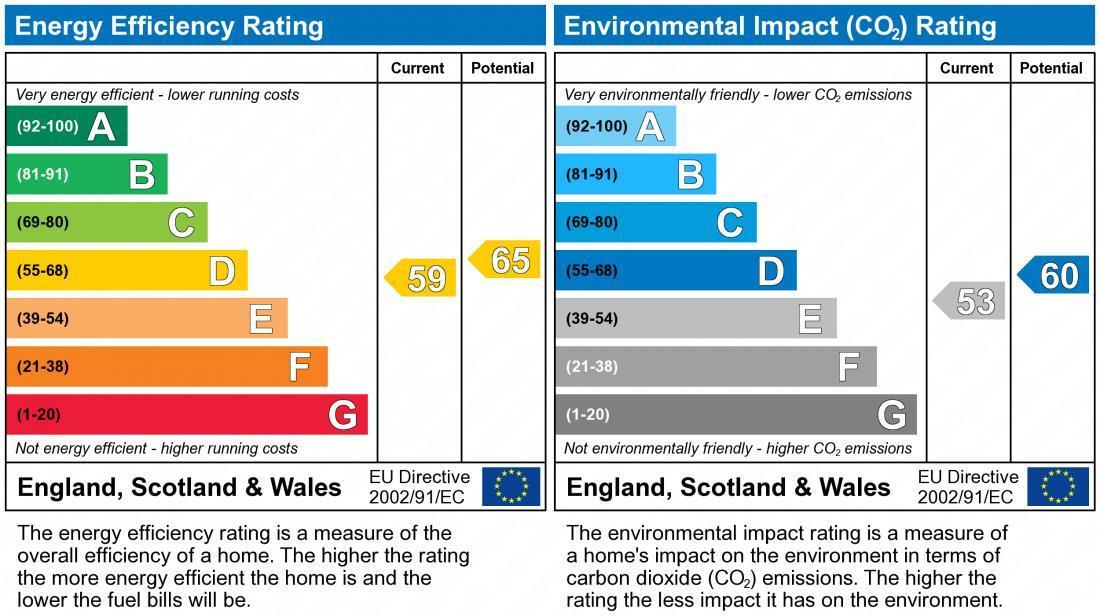 Energy Efficiency Rating
Current Potential
Very energy efficient - lower running costs
(92-100) A
(81-91) B
(69-80) C
(55-68) D
(39-54) E
(21-38) F
(1-20) G
59
65
Not energy efficient - higher running costs
England, Scotland & Wales
EU Directive
2002/91/EC
The energy efficiency rating is a measure of the
overall efficiency of a home. The higher the rating
the more energy efficient the home is and the
lower the fuel bills will be.
Environmental Impact (CO₂) Rating
Current Potential
Very environmentally friendly - lower CO₂ emissions
(92-100) A
(81-91) B
(69-80) C
(55-68) D
(39-54) E
(21-38) F
(1-20) G
53
60
Not environmentally friendly - higher CO₂ emissions
England, Scotland & Wales
EU Directive
2002/91/EC
The environmental impact rating is a measure of
a home's impact on the environment in terms of
carbon dioxide (CO₂) emissions. The higher the
rating the less impact it has on the environment.